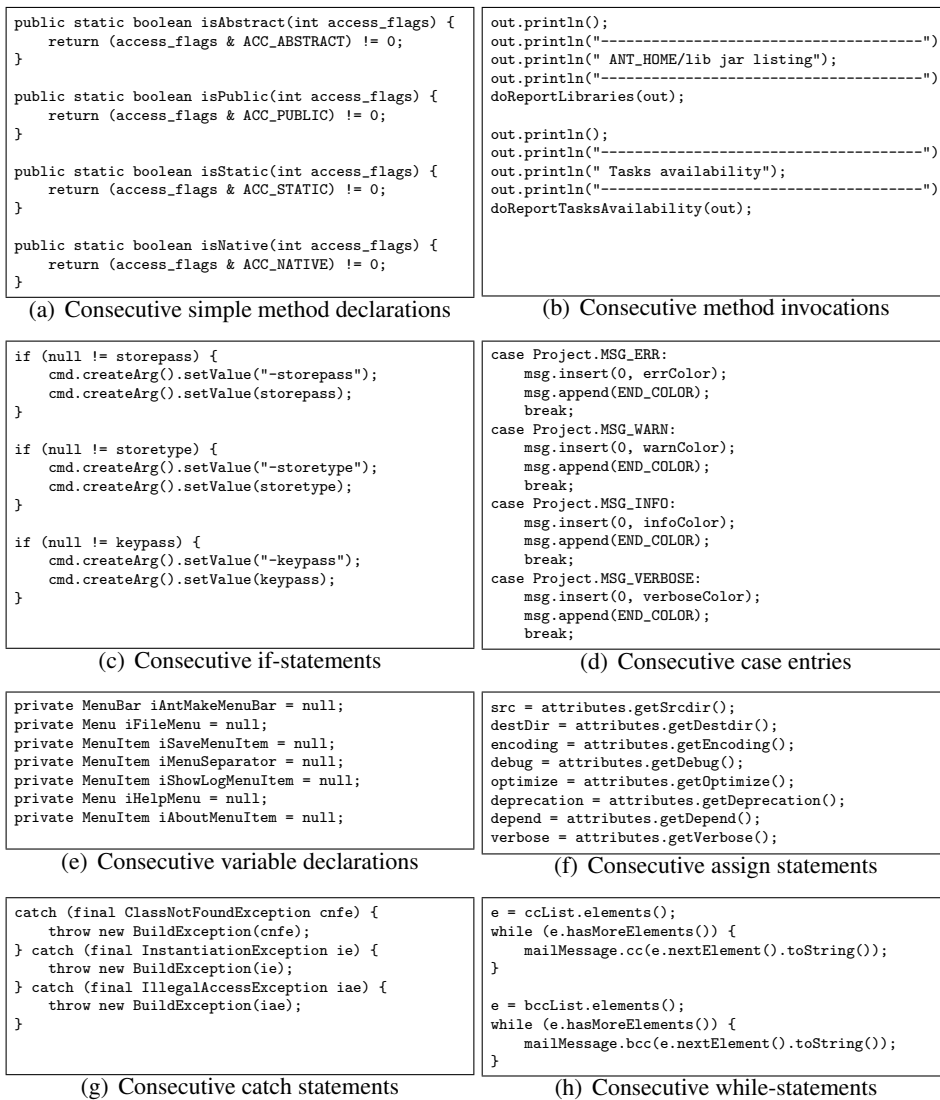 public static boolean isAbstract(int access_flags) {
    return (access_flags & ACC_ABSTRACT) != 0;
}

public static boolean isPublic(int access_flags) {
    return (access_flags & ACC_PUBLIC) != 0;
}

public static boolean isStatic(int access_flags) {
    return (access_flags & ACC_STATIC) != 0;
}

public static boolean isNative(int access_flags) {
    return (access_flags & ACC_NATIVE) != 0;
}
(a) Consecutive simple method declarations
out.println();
out.println("----------------------------------------")
out.println(" ANT_HOME/lib jar listing");
out.println("----------------------------------------")
doReportLibraries(out);

out.println();
out.println("----------------------------------------")
out.println(" Tasks availability");
out.println("----------------------------------------")
doReportTasksAvailability(out);
(b) Consecutive method invocations
if (null != storepass) {
    cmd.createArg().setValue("-storepass");
    cmd.createArg().setValue(storepass);
}

if (null != storetype) {
    cmd.createArg().setValue("-storetype");
    cmd.createArg().setValue(storetype);
}

if (null != keypass) {
    cmd.createArg().setValue("-keypass");
    cmd.createArg().setValue(keypass);
}
(c) Consecutive if-statements
case Project.MSG_ERR:
    msg.insert(0, errColor);
    msg.append(END_COLOR);
    break;
case Project.MSG_WARN:
    msg.insert(0, warnColor);
    msg.append(END_COLOR);
    break;
case Project.MSG_INFO:
    msg.insert(0, infoColor);
    msg.append(END_COLOR);
    break;
case Project.MSG_VERBOSE:
    msg.insert(0, verboseColor);
    msg.append(END_COLOR);
    break;
(d) Consecutive case entries
private MenuBar iAntMakeMenuBar = null;
private Menu iFileMenu = null;
private MenuItem iSaveMenuItem = null;
private MenuItem iMenuSeparator = null;
private MenuItem iShowLogMenuItem = null;
private Menu iHelpMenu = null;
private MenuItem iAboutMenuItem = null;
(e) Consecutive variable declarations
src = attributes.getSrcdir();
destDir = attributes.getDestdir();
encoding = attributes.getEncoding();
debug = attributes.getDebug();
optimize = attributes.getOptimize();
deprecation = attributes.getDeprecation();
depend = attributes.getDepend();
verbose = attributes.getVerbose();
(f) Consecutive assign statements
catch (final ClassNotFoundException cnfe) {
    throw new BuildException(cnfe);
} catch (final InstantiationException ie) {
    throw new BuildException(ie);
} catch (final IllegalAccessException iae) {
    throw new BuildException(iae);
}
(g) Consecutive catch statements
e = ccList.elements();
while (e.hasMoreElements()) {
    mailMessage.cc(e.nextElement().toString());
}

e = bccList.elements();
while (e.hasMoreElements()) {
    mailMessage.bcc(e.nextElement().toString());
}
(h) Consecutive while-statements